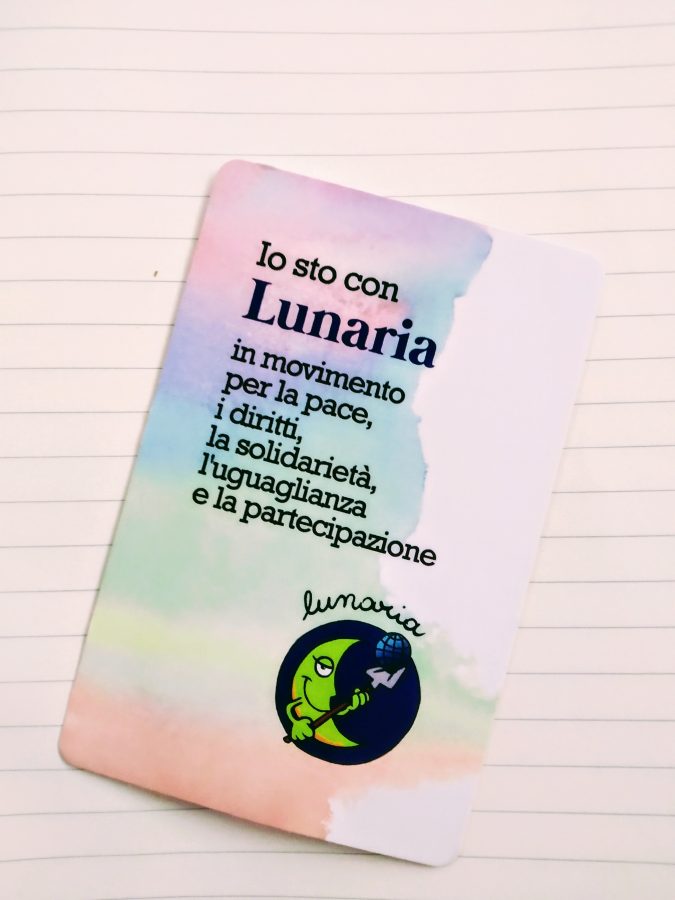 Io sto con
Lunaria
in movimento
per la pace,
i diritti,
la solidarietà,
l'uguaglianza
e la partecipazione
lunaria